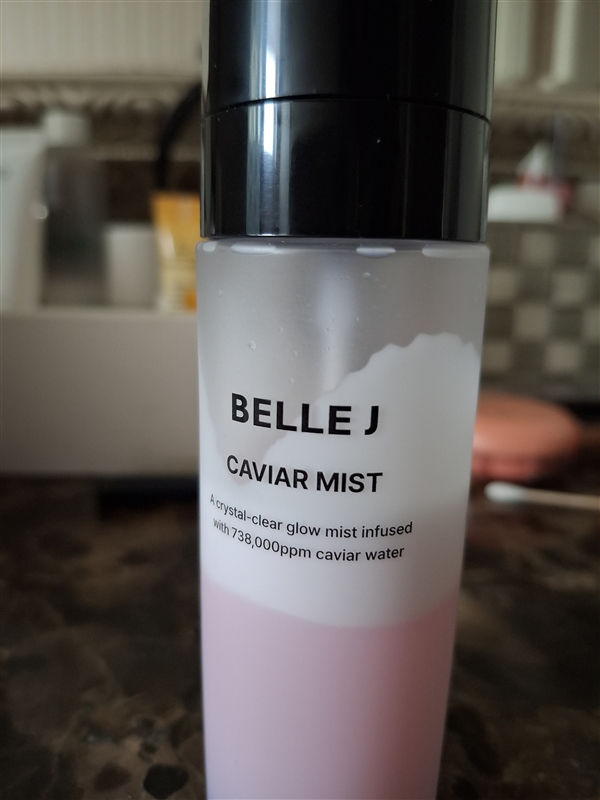 BELLE J
CAVIAR MIST
A crystal-clear glow mist infused
with 738,000ppm caviar water